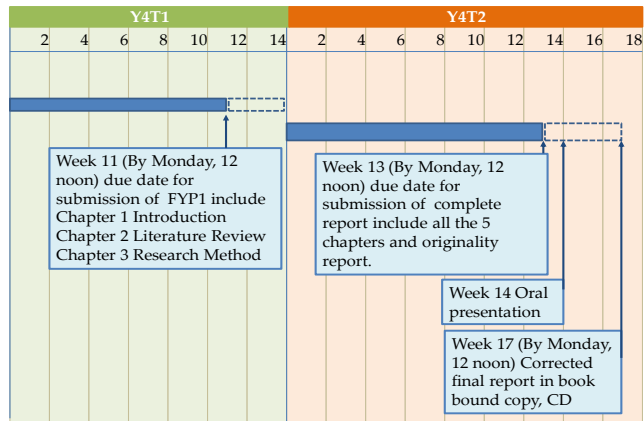 Y4T1 Y4T2
2 4 6 8 10 12 14 2 4 6 8 10 12 14 16 18
Week 11 (By Monday, 12
noon) due date for
submission of FYP1 include
Chapter 1 Introduction
Chapter 2 Literature Review
Chapter 3 Research Method
Week 13 (By Monday, 12
noon) due date for
submission of complete
report include all the 5
chapters and originality
report.
Week 14 Oral
presentation
Week 17 (By Monday,
12 noon) Corrected
final report in book
bound copy, CD